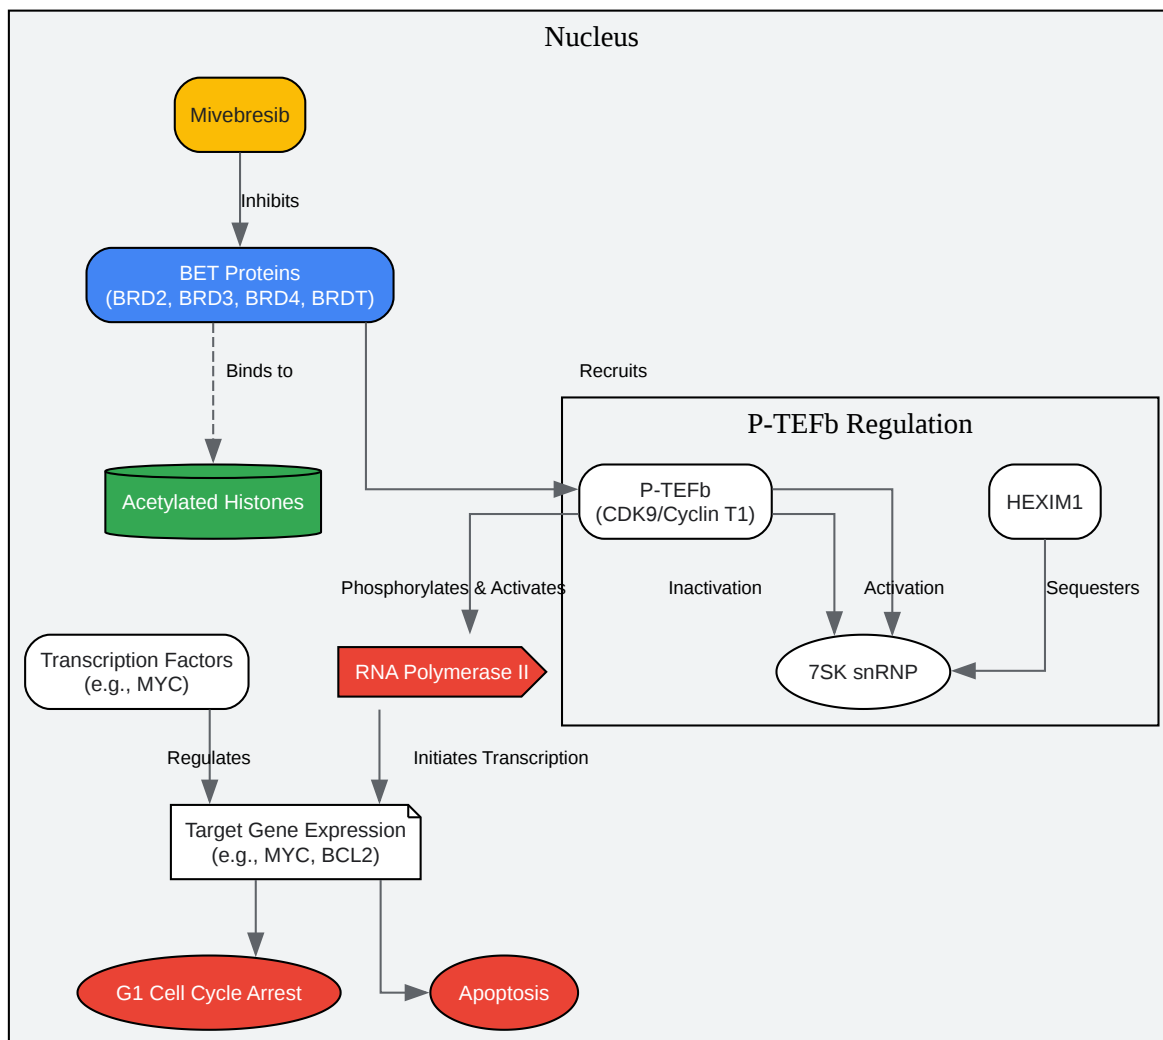 Nucleus
Mivebresib
Inhibits
BET Proteins
(BRD2, BRD3, BRD4, BRDT)
Binds to
Recruits
P-TEFb Regulation
Acetylated Histones
P-TEFb
(CDK9/Cyclin T1)
HEXIM1
Phosphorylates & Activates
Inactivation
Activation
Sequesters
Transcription Factors
(e.g., MYC)
RNA Polymerase II
7SK snRNP
Regulates
Initiates Transcription
Target Gene Expression
(e.g., MYC, BCL2)
G1 Cell Cycle Arrest
Apoptosis